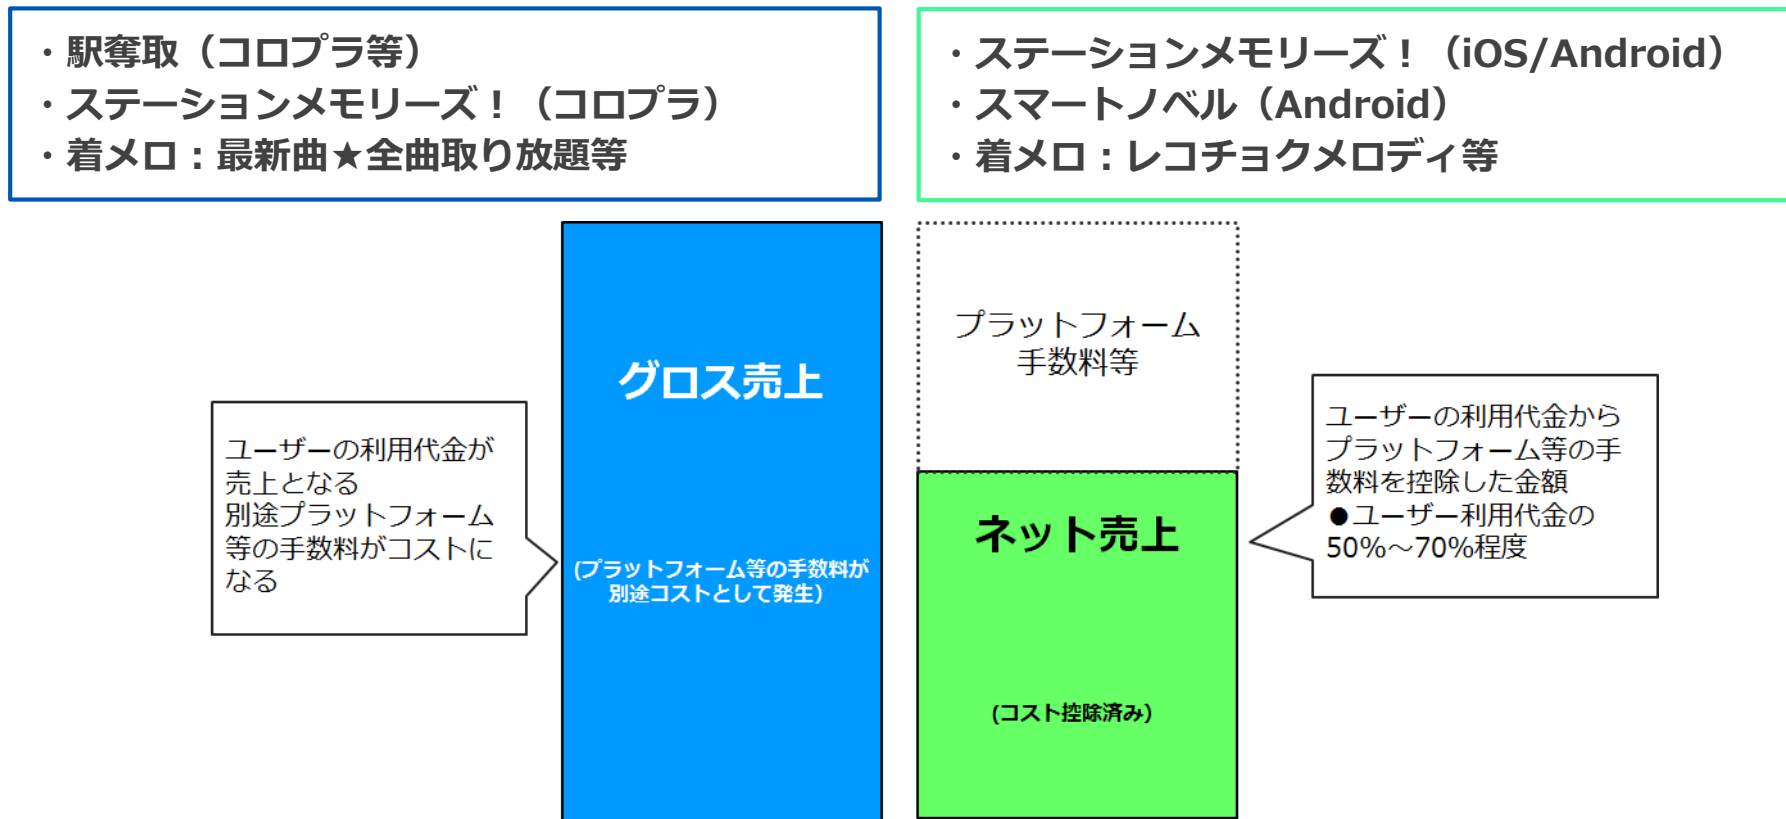 ・駅奪取（コロプラ等）
・ステーションメモリーズ！（コロプラ）
・着メロ：最新曲★全曲取り放題等
・ステーションメモリーズ！（iOS/Android）
・スマートノベル（Android）
・着メロ：レコチョクメロディ等
ユーザーの利用代金が
売上となる
別途プラットフォーム
等の手数料がコストに
なる
グロス売上
(プラットフォーム等の手数料が
別途コストとして発生)
プラットフォーム
手数料等
ネット売上
(コスト控除済み)
ユーザーの利用代金から
プラットフォーム等の手
数料を控除した金額
●ユーザー利用代金の
50%～70%程度